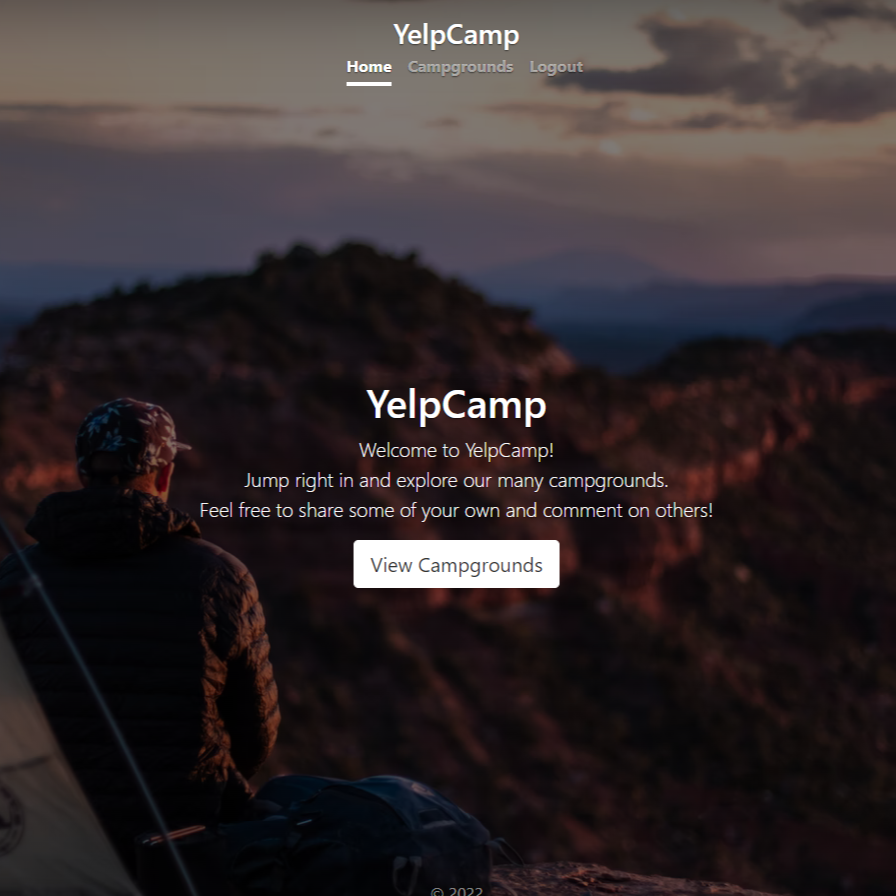 YelpCamp
Home Campgrounds Logout
YelpCamp
Welcome to YelpCamp!
Jump right in and explore our many campgrounds.
Feel free to share some of your own and comment on others!
View Campgrounds
© 2022